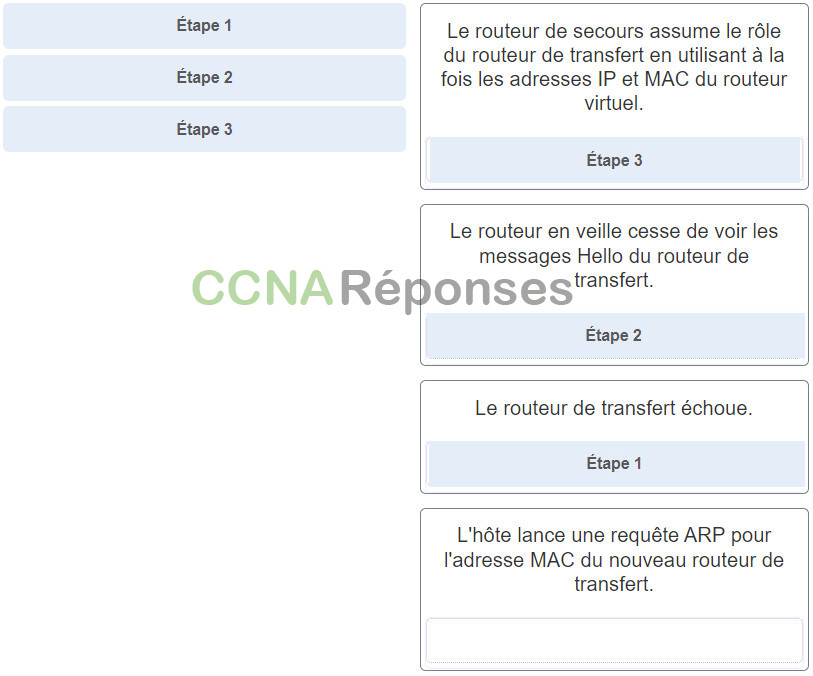 Étape 1
Étape 2
Étape 3
Le routeur de secours assume le rôle
du routeur de transfert en utilisant à la
fois les adresses IP et MAC du routeur
virtuel.
Étape 3
Le routeur en veille cesse de voir les
messages Hello du routeur de
transfert.
CCNARéponses
Étape 2
Le routeur de transfert échoue.
Étape 1
L'hôte lance une requête ARP pour
l'adresse MAC du nouveau routeur de
transfert.